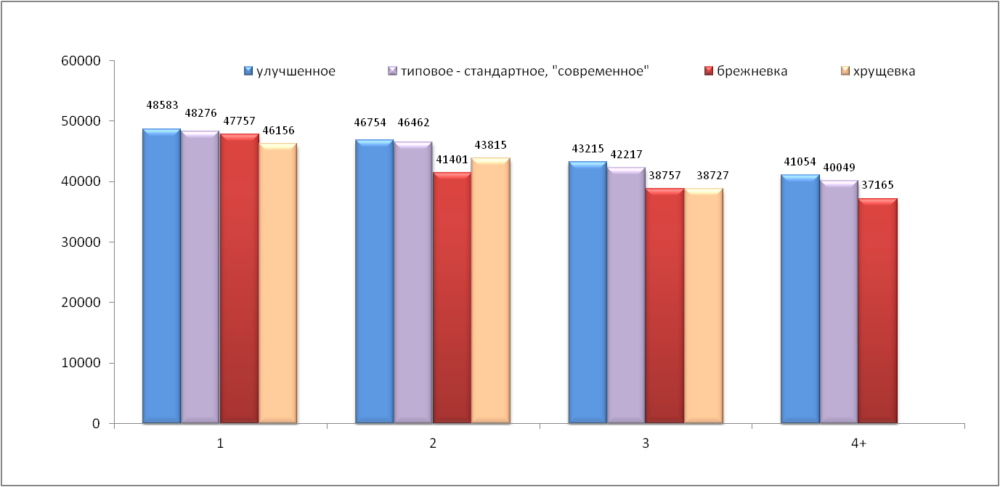 60000
улучшенное типовое - стандартное, "современное" брежневка хрущевка
48583 48276 47757 46156 46754 46462 41401 43815 43215 42217 38757 38727 41054 40049 37165
50000
40000
30000
20000
10000
0
1 2 3 4+